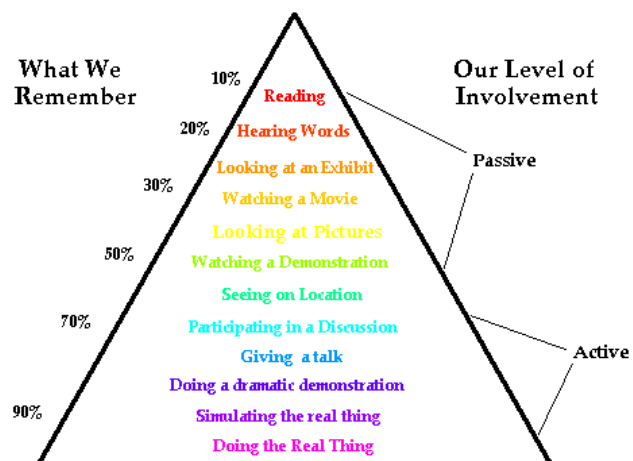 What We
Remember
Our Level of
Involvement
10%
Reading
20%
Hearing Words
Looking at an Exhibit
Passive
30%
Watching a Movie
Looking at Pictures
50%
Watching a Demonstration
Seeing on Location
70%
Participating in a Discussion
Giving a talk
Active
Doing a dramatic demonstration
90%
Simulating the real thing
Doing the Real Thing